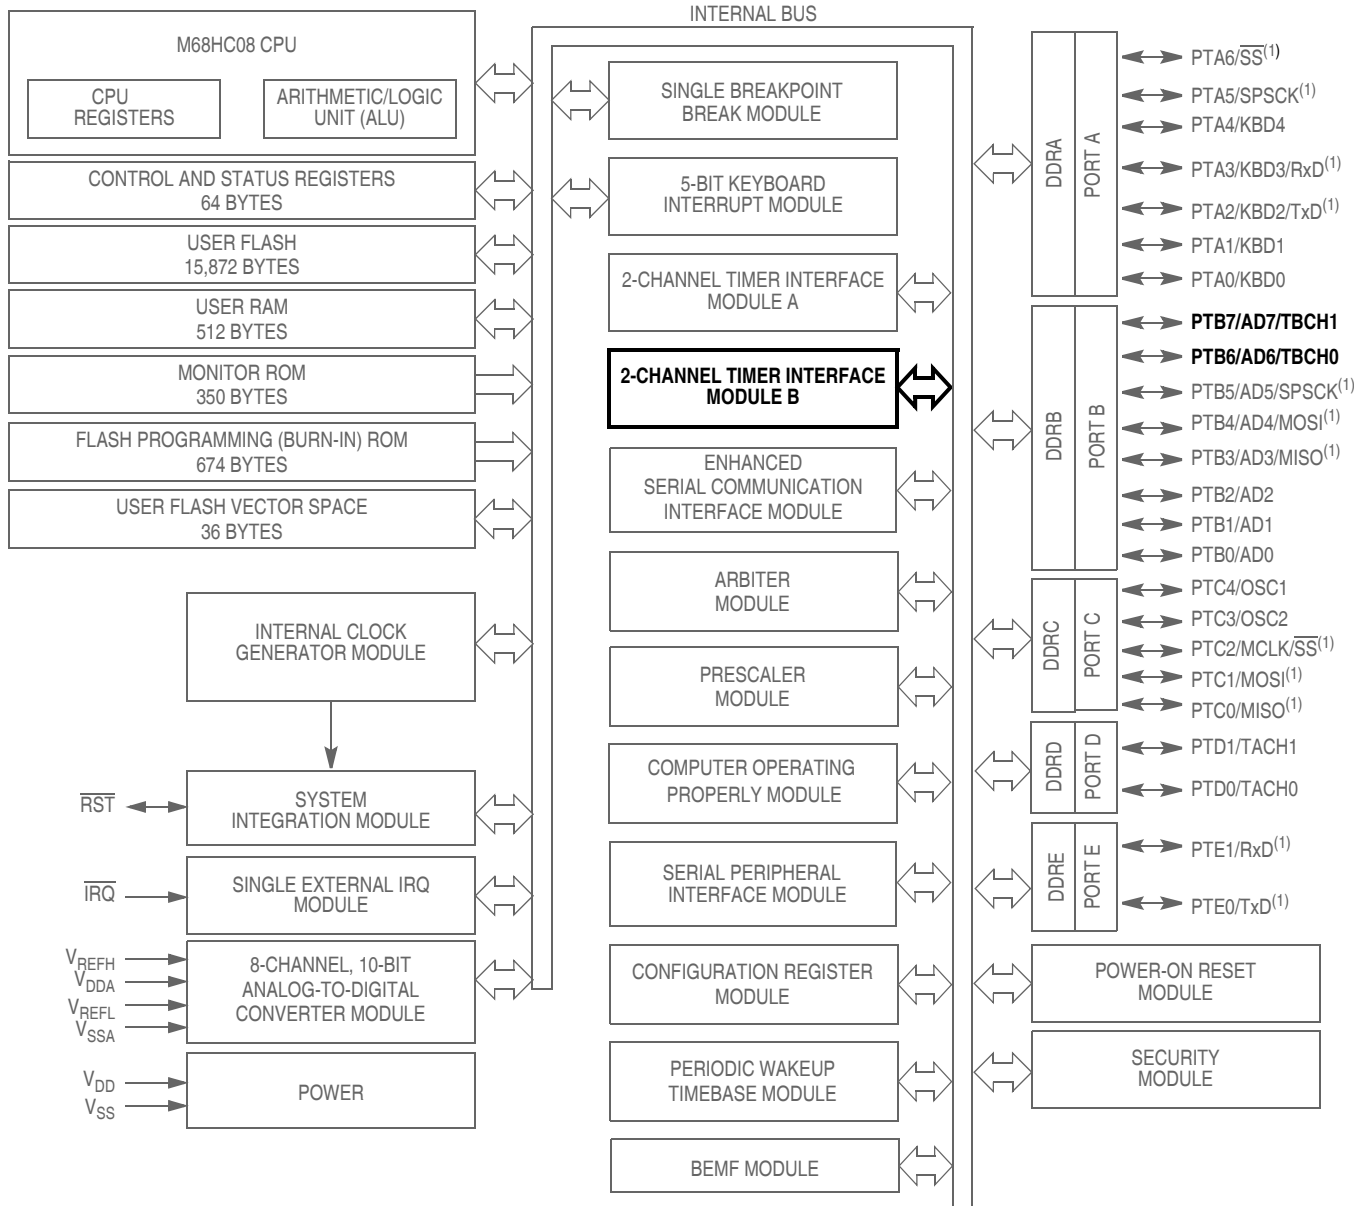 INTERNAL BUS
M68HC08 CPU
CPU
REGISTERS
ARITHMETIC/LOGIC
UNIT (ALU)
CONTROL AND STATUS REGISTERS
64 BYTES
USER FLASH
15,872 BYTES
USER RAM
512 BYTES
MONITOR ROM
350 BYTES
FLASH PROGRAMMING (BURN-IN) ROM
674 BYTES
USER FLASH VECTOR SPACE
36 BYTES
INTERNAL CLOCK
GENERATOR MODULE
RST
SYSTEM
INTEGRATION MODULE
IRQ
SINGLE EXTERNAL IRQ
MODULE
VREFH
VDDA
VREFL
VSSA
8-CHANNEL, 10-BIT
ANALOG-TO-DIGITAL
CONVERTER MODULE
VDD
VSS
POWER
SINGLE BREAKPOINT
BREAK MODULE
5-BIT KEYBOARD
INTERRUPT MODULE
2-CHANNEL TIMER INTERFACE
MODULE A
2-CHANNEL TIMER INTERFACE
MODULE B
ENHANCED
SERIAL COMMUNICATION
INTERFACE MODULE
ARBITER
MODULE
PRESCALER
MODULE
COMPUTER OPERATING
PROPERLY MODULE
SERIAL PERIPHERAL
INTERFACE MODULE
CONFIGURATION REGISTER
MODULE
PERIODIC WAKEUP
TIMEBASE MODULE
BEMF MODULE
DDRA
PORT A
PTA6/SS(1)
PTA5/SPSCK(1)
PTA4/KBD4
PTA3/KBD3/RxD(1)
PTA2/KBD2/TxD(1)
PTA1/KBD1
PTA0/KBD0
DDRB
PORT B
PTB7/AD7/TBCH1
PTB6/AD6/TBCH0
PTB5/AD5/SPSCK(1)
PTB4/AD4/MOSI(1)
PTB3/AD3/MISO(1)
PTB2/AD2
PTB1/AD1
PTB0/AD0
DDRC
PORT C
PTC4/OSC1
PTC3/OSC2
PTC2/MCLK/SS(1)
PTC1/MOSI(1)
PTC0/MISO(1)
DDRD
PORT D
PTD1/TACH1
PTD0/TACH0
DDRE
PORT E
PTE1/RxD(1)
PTE0/TxD(1)
POWER-ON RESET
MODULE
SECURITY
MODULE